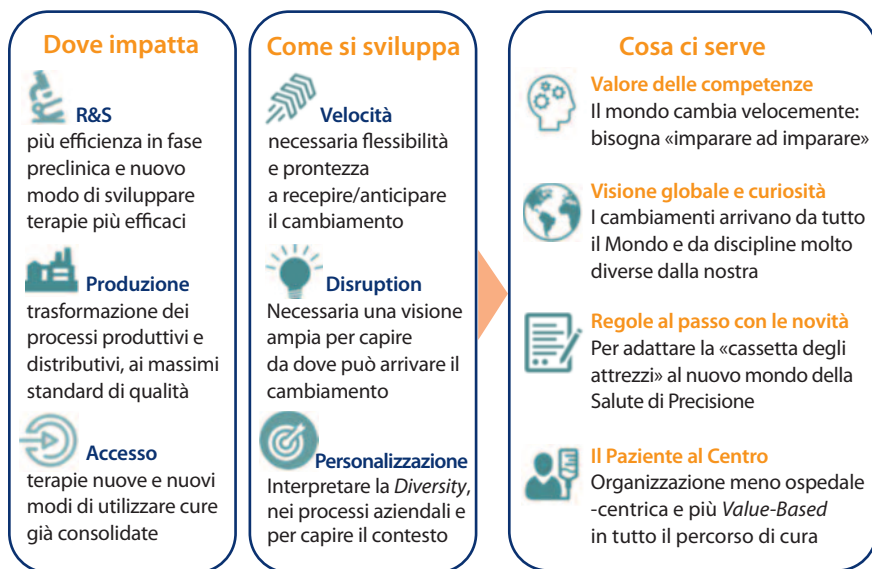 Dove impatta
R&S
più efficienza in fase
preclinica e nuovo
modo di sviluppare
terapie più efficaci
Produzione
trasformazione dei
processi produttivi e
distributivi, ai massimi
standard di qualità
Accesso
terapie nuove e nuovi
modi di utilizzare cure
già consolidate
Come si sviluppa
Velocità
necessaria flessibilità
e prontezza
a recepire/anticipare
il cambiamento
Disruption
Necessaria una visione
ampia per capire
da dove può arrivare il
cambiamento
Personalizzazione
Interpretare la Diversity,
nei processi aziendali e
per capire il contesto
Cosa ci serve
Valore delle competenze
Il mondo cambia velocemente:
bisogna «imparare ad imparare»
Visione globale e curiosità
I cambiamenti arrivano da tutto
il Mondo e da discipline molto
diverse dalla nostra
Regole al passo con le novità
Per adattare la «cassetta degli
attrezzi» al nuovo mondo della
Salute di Precisione
Il Paziente al Centro
Organizzazione meno ospedale
-centrica e più Value-Based
in tutto il percorso di cura